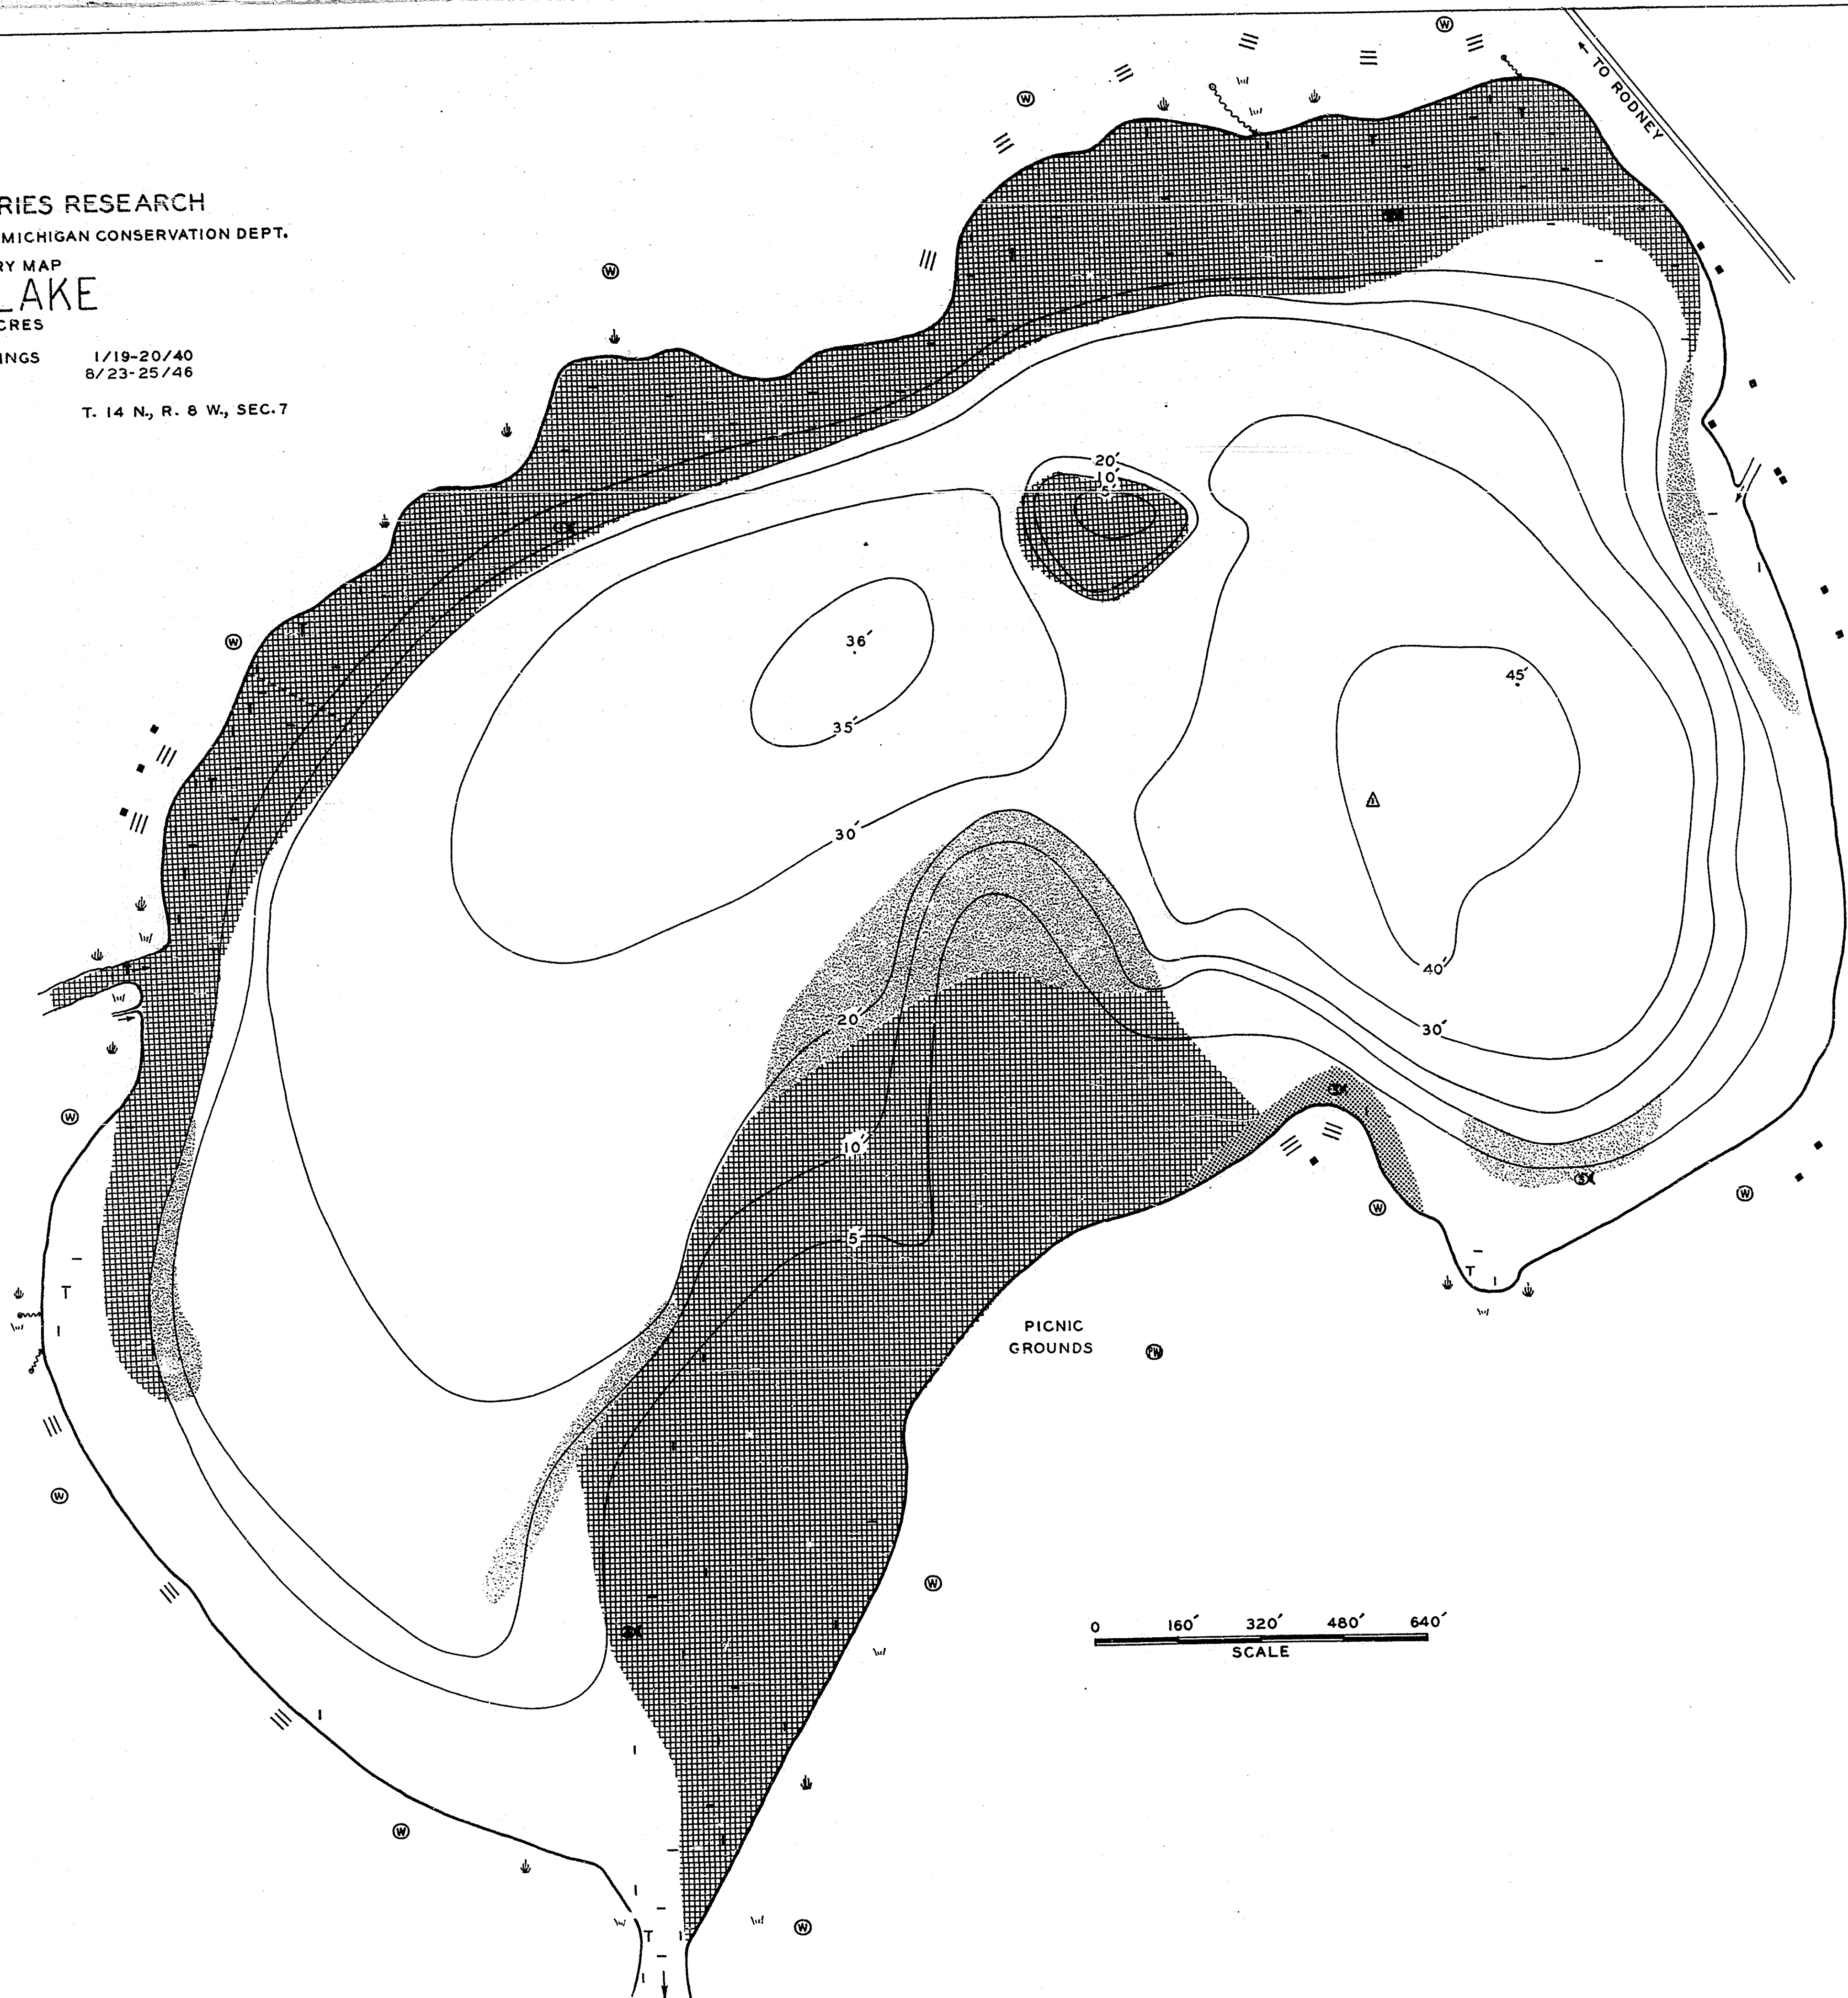 RIES RESEARCH
MICHIGAN CONSERVATION DEPT.
RY MAP
LAKE
CRES
INGS 1/19-20/40
8/23-25/46
T. 14 N., R. 8 W., SEC. 7
TO RODNEY
W
W
W
W
20′
10′
5′
36′
35′
45′
30′
40′
30′
20′
10′
5′
W
W
W
PICNIC
GROUNDS
PW
W
W
0 160′ 320′ 480′ 640′
SCALE
W
W
T
T
T